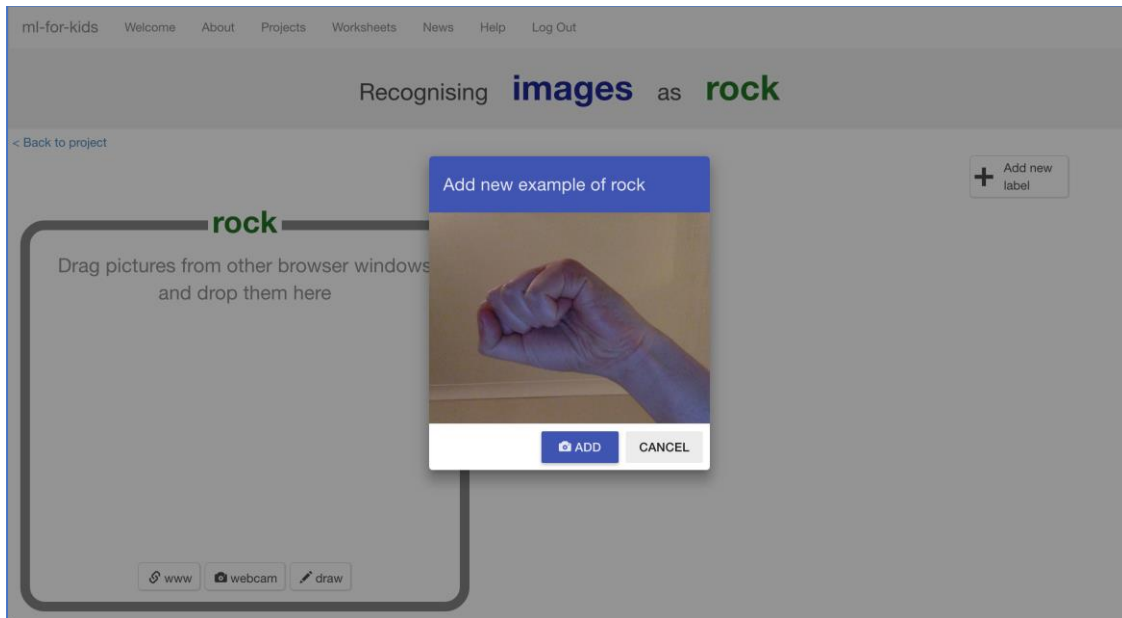 ml-for-kids Welcome About Projects Worksheets News Help Log Out
Recognising images as rock
< Back to project
Add new example of rock
Add new
label
rock
Drag pictures from other browser windows
and drop them here
ADD CANCEL
www webcam draw